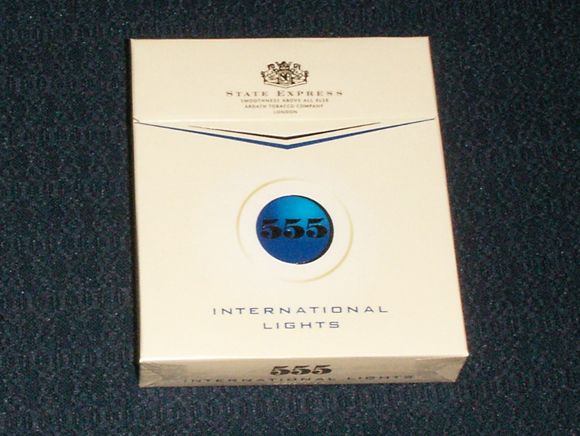 STATE EXPRESS
SMOOTHNESS ABOVE ALL ELSE
ARDATH TOBACCO COMPANY
LONDON
555
INTERNATIONAL
LIGHTS
555
INTERNATIONAL LIGHTS